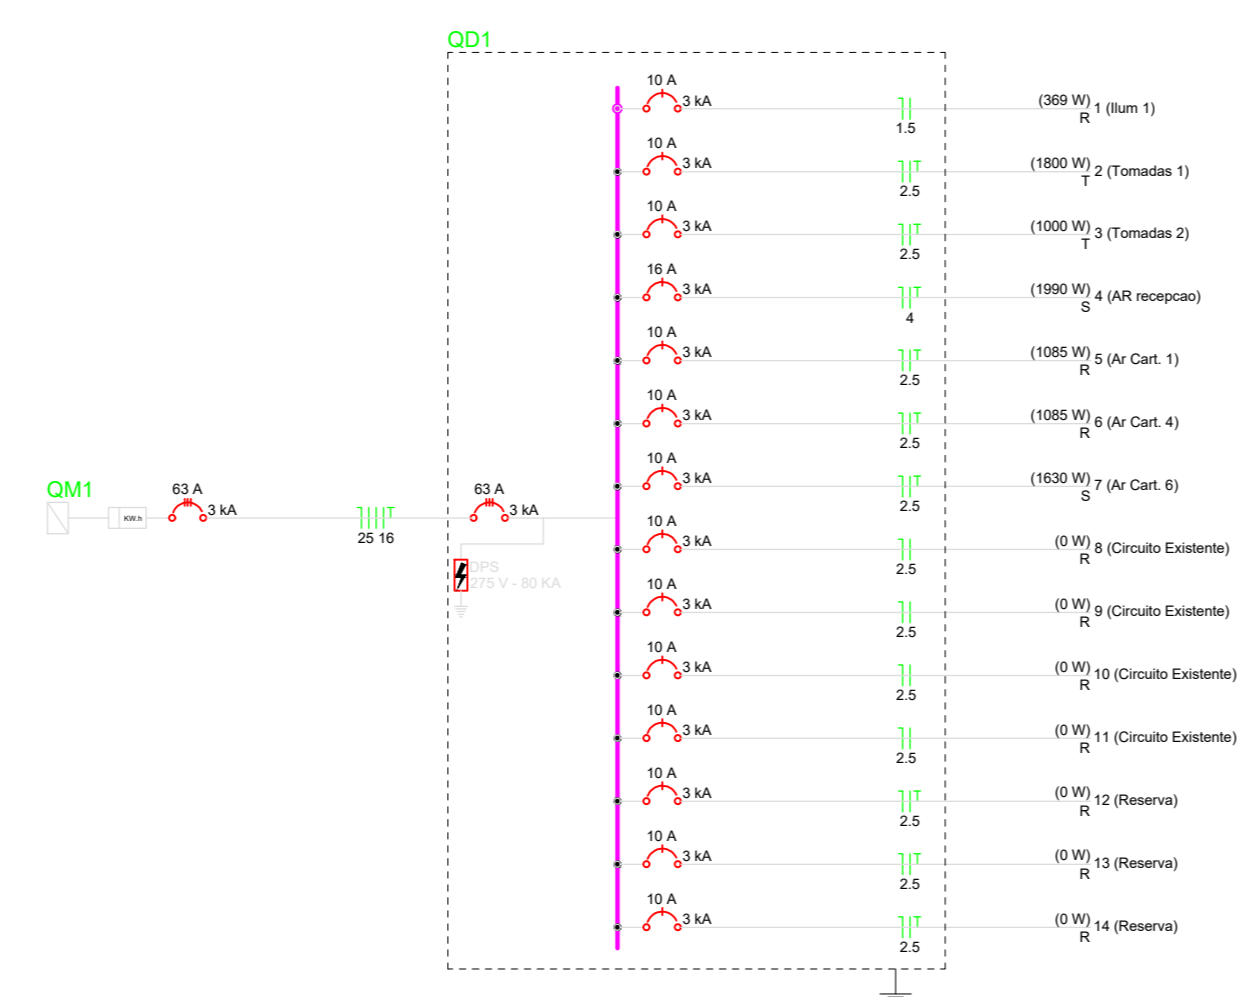 QD1
10 A
3 kA
1.5
(369 W)
R
1 (Ilum 1)
10 A
3 kA
T
2.5
(1800 W)
T
2 (Tomadas 1)
10 A
3 kA
T
2.5
(1000 W)
T
3 (Tomadas 2)
16 A
3 kA
T
4
(1990 W)
S
4 (AR recepcao)
10 A
3 kA
T
2.5
(1085 W)
R
5 (Ar Cart. 1)
10 A
3 kA
T
2.5
(1085 W)
R
6 (Ar Cart. 4)
10 A
3 kA
T
2.5
(1630 W)
S
7 (Ar Cart. 6)
QM1
KW.h
63 A
3 kA
T
25 16
63 A
3 kA
DPS
275 V - 80 KA
10 A
3 kA
2.5
(0 W)
R
8 (Circuito Existente)
10 A
3 kA
2.5
(0 W)
R
9 (Circuito Existente)
10 A
3 kA
2.5
(0 W)
R
10 (Circuito Existente)
10 A
3 kA
2.5
(0 W)
R
11 (Circuito Existente)
10 A
3 kA
T
2.5
(0 W)
R
12 (Reserva)
10 A
3 kA
T
2.5
(0 W)
R
13 (Reserva)
10 A
3 kA
T
2.5
(0 W)
R
14 (Reserva)